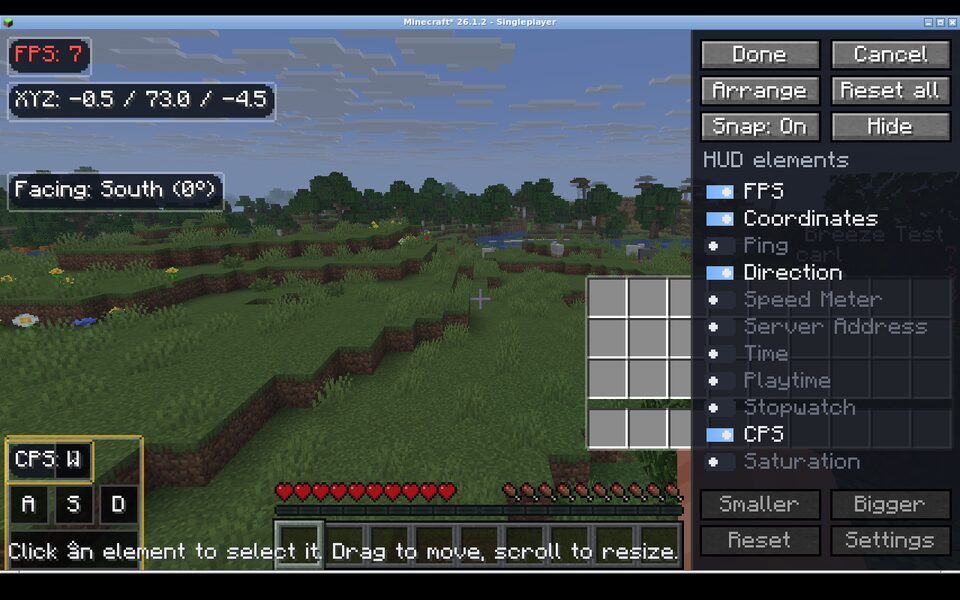 Minecraft* 26.1.2 - Singleplayer
FPS: 7
XYZ: -0.5 / 73.0 / -4.5
Facing: South (0°)
CPS: W
A S D
Click an element to select it. Drag to move, scroll to resize.
Done Cancel
Arrange Reset all
Snap: On Hide
HUD elements
FPS
Coordinates
Ping
Direction
Speed Meter
Server Address
Time
Playtime
Stopwatch
CPS
Saturation
Breeze Test
carl
Smaller Bigger
Reset Settings